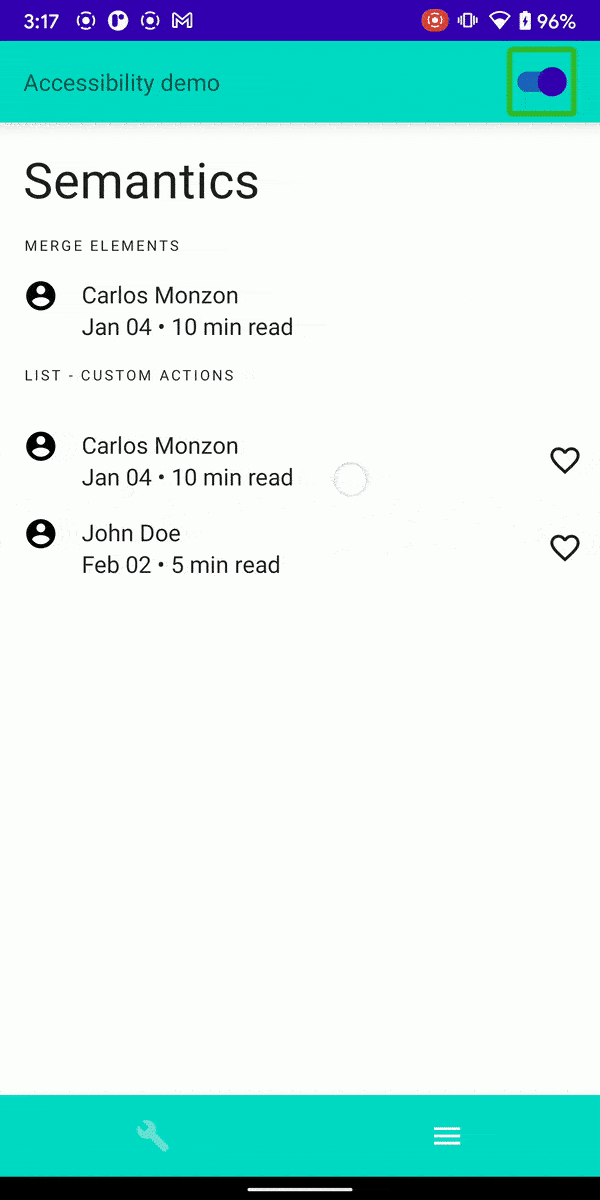 3:17 96%
Accessibility demo
Semantics
MERGE ELEMENTS
Carlos Monzon
Jan 04 • 10 min read
LIST - CUSTOM ACTIONS
Carlos Monzon
Jan 04 • 10 min read
John Doe
Feb 02 • 5 min read